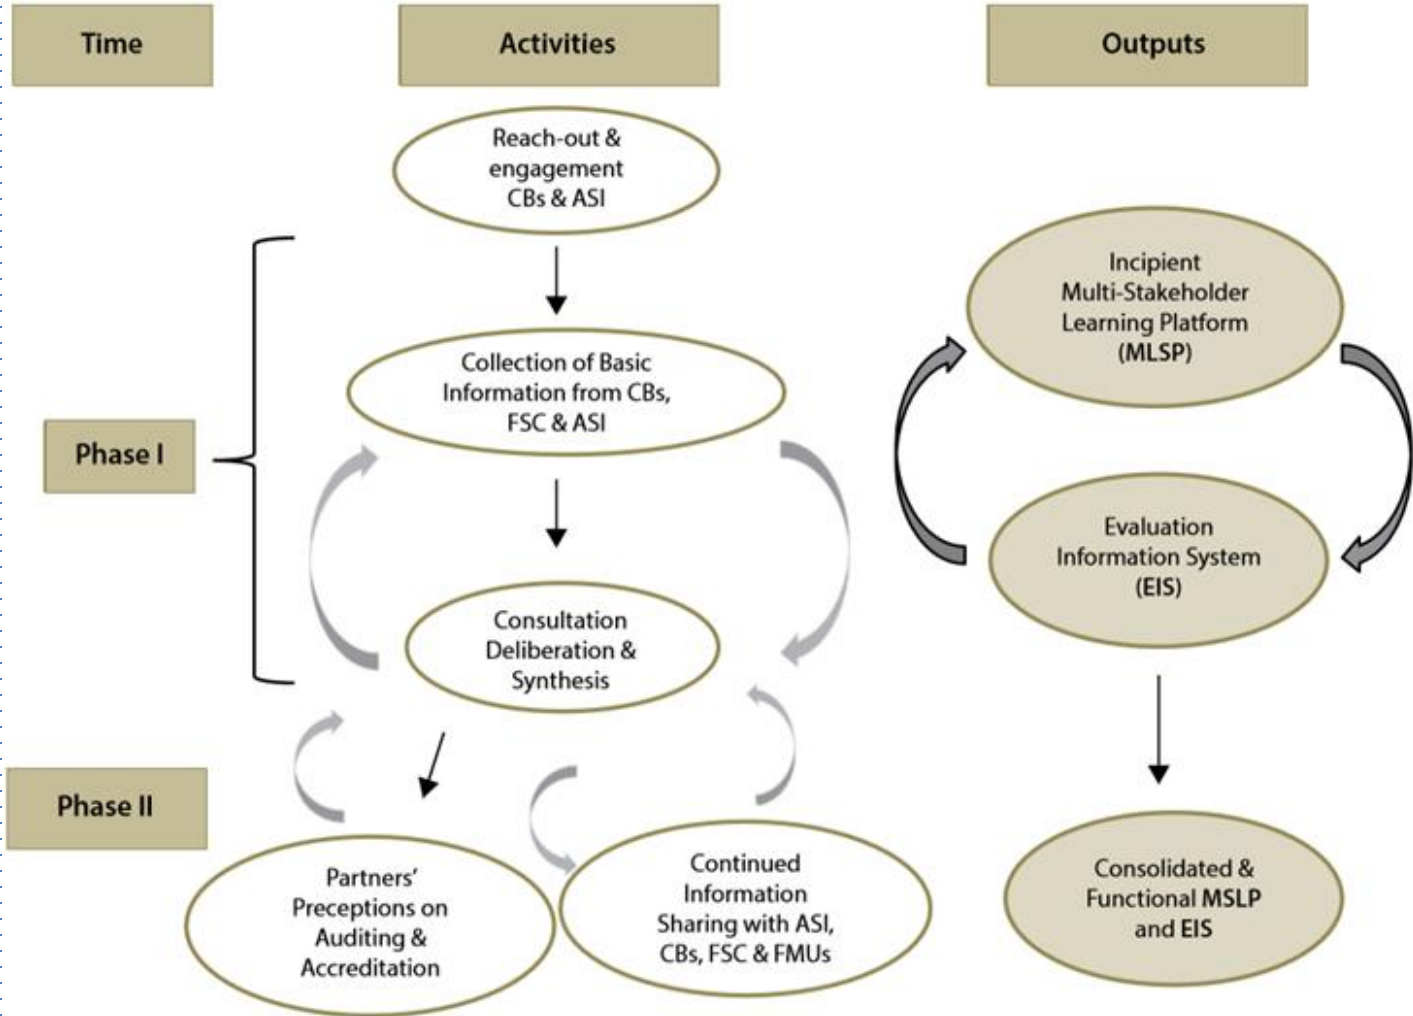 Time
Activities
Outputs
Reach-out &
engagement
CBs & ASI
Incipient
Multi-Stakeholder
Learning Platform
(MLSP)
Collection of Basic
Information from CBs,
FSC & ASI
Phase I
Evaluation
Information System
(EIS)
Consultation
Deliberation &
Synthesis
Phase II
Partners'
Preceptions on
Auditing &
Accreditation
Continued
Information
Sharing with ASI,
CBs, FSC & FMUs
Consolidated &
Functional MSLP
and EIS